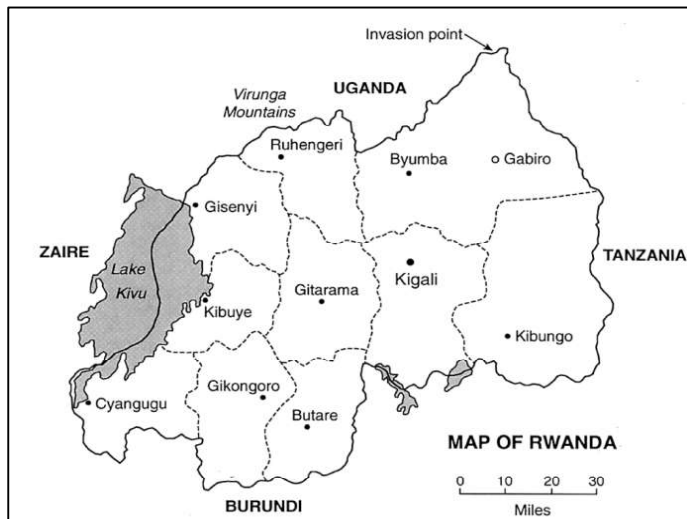 Invasion point
UGANDA
Virunga
Mountains
Ruhengeri
Byumba
Gabiro
Gisenyi
ZAIRE
TANZANIA
Lake
Kivu
Kigali
Gitarama
Kibuye
Kibungo
Gikongoro
Cyangugu
Butare
MAP OF RWANDA
0 10 20 30
Miles
BURUNDI